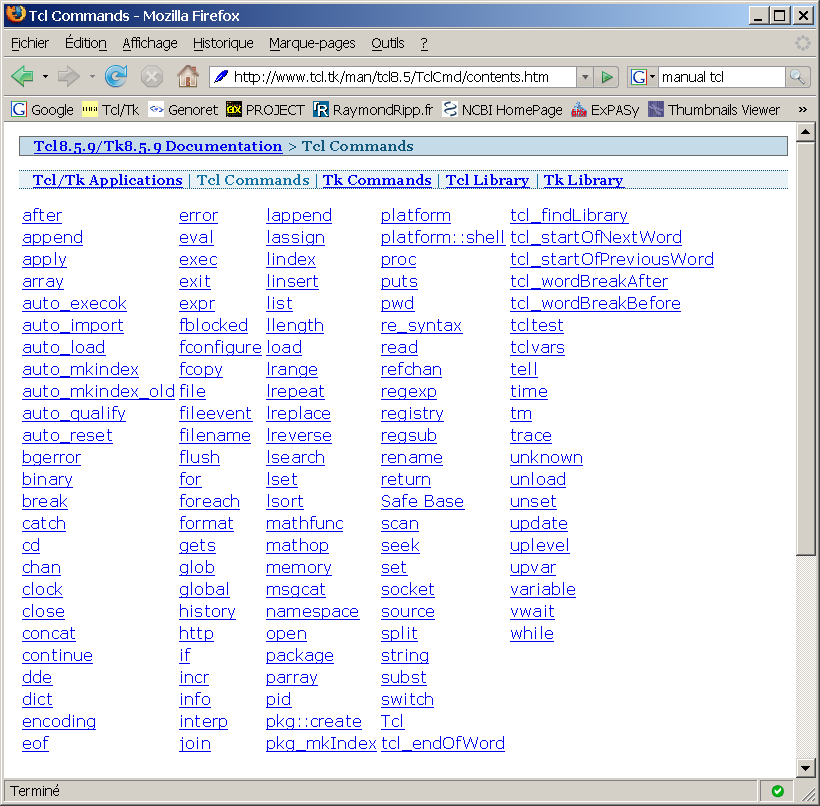 Tcl Commands - Mozilla Firefox
Fichier Édition Affichage Historique Marque-pages Outils ?
http://www.tcl.tk/man/tcl8.5/TclCmd/contents.htm G manual tcl
G Google Tcl/Tk Genoret ax PROJECT R RaymondRipp.fr NCBI HomePage ExPASy Thumbnails Viewer »
Tcl8.5.9/Tk8.5.9 Documentation > Tcl Commands
Tcl/Tk Applications | Tcl Commands | Tk Commands | Tcl Library | Tk Library
after error lappend platform tcl_findLibrary
append eval lassign platform::shell tcl_startOfNextWord
apply exec lindex proc tcl_startOfPreviousWord
array exit linsert puts tcl_wordBreakAfter
auto_execok expr list pwd tcl_wordBreakBefore
auto_import fblocked llength re_syntax tcltest
auto_load fconfigure load read tclvars
auto_mkindex fcopy lrange refchan tell
auto_mkindex_old file lrepeat regexp time
auto_qualify fileevent lreplace registry tm
auto_reset filename lreverse regsub trace
bgerror flush lsearch rename unknown
binary for lset return unload
break foreach lsort Safe Base unset
catch format mathfunc scan update
cd gets mathop seek uplevel
chan glob memory set upvar
clock global msgcat socket variable
close history namespace source vwait
concat http open split while
continue if package string
dde incr parray subst
dict info pid switch
encoding interp pkg::create Tcl
eof join pkg_mkIndex tcl_endOfWord
Terminé